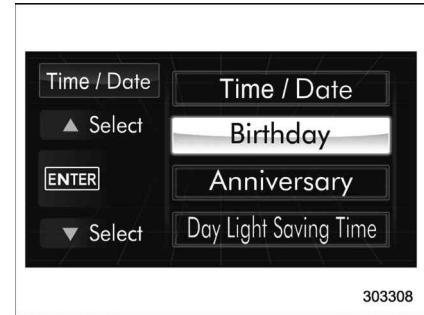 Time / Date
▲ Select
ENTER
▼ Select
Time / Date
Birthday
Anniversary
Day Light Saving Time
303308